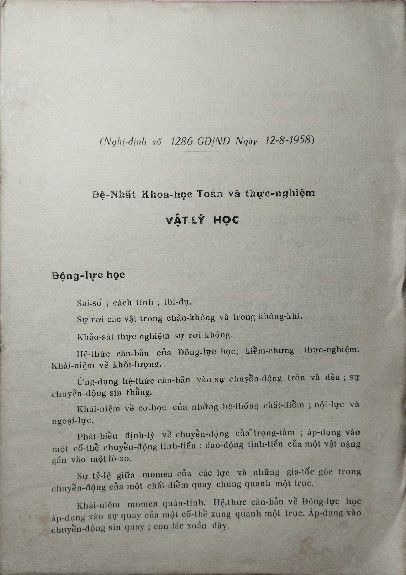 (Nghị-định số 1286 GD/NĐ Ngày 12-8-1958)
Đệ-Nhất Khoa-học Toán và thực-nghiệm
VẬT LÝ HỌC
Động-lực học
Sai-số ; cách tính ; thí-dụ.
Sự rơi các vật trong chân-không và trong không-khí.
Khảo-sát thực nghiệm sự rơi không.
Hệ-thức căn-bản của Động-lực học; kiểm-chứng thực-nghiệm.
Khái-niệm về khối-lượng.
Ứng-dụng hệ-thức căn-bản vào sự chuyển-động tròn và đều ; sự
chuyển-động sin thẳng.
Khái-niệm về cơ-học của những hệ-thống chất-điểm ; nội-lực và
ngoại-lực.
Phát biểu định-lý về chuyển-động của trọng-tâm ; áp-dụng vào
một cố-thể chuyển-động tịnh-tiến : dao-động tịnh-tiến của một vật nặng
gắn vào một lò-xo.
Sự tỷ-lệ giữa momen của các lực và những gia-tốc góc trong
chuyển-động của một chất-điểm quay chung quanh một trục.
Khái-niệm momen quán-tính. Hệ-thức căn-bản về Động-lực học
áp-dụng vào sự quay của một cố-thể xung quanh một trục. Áp-dụng vào
chuyển-động sin quay ; con lắc xoắn dây.